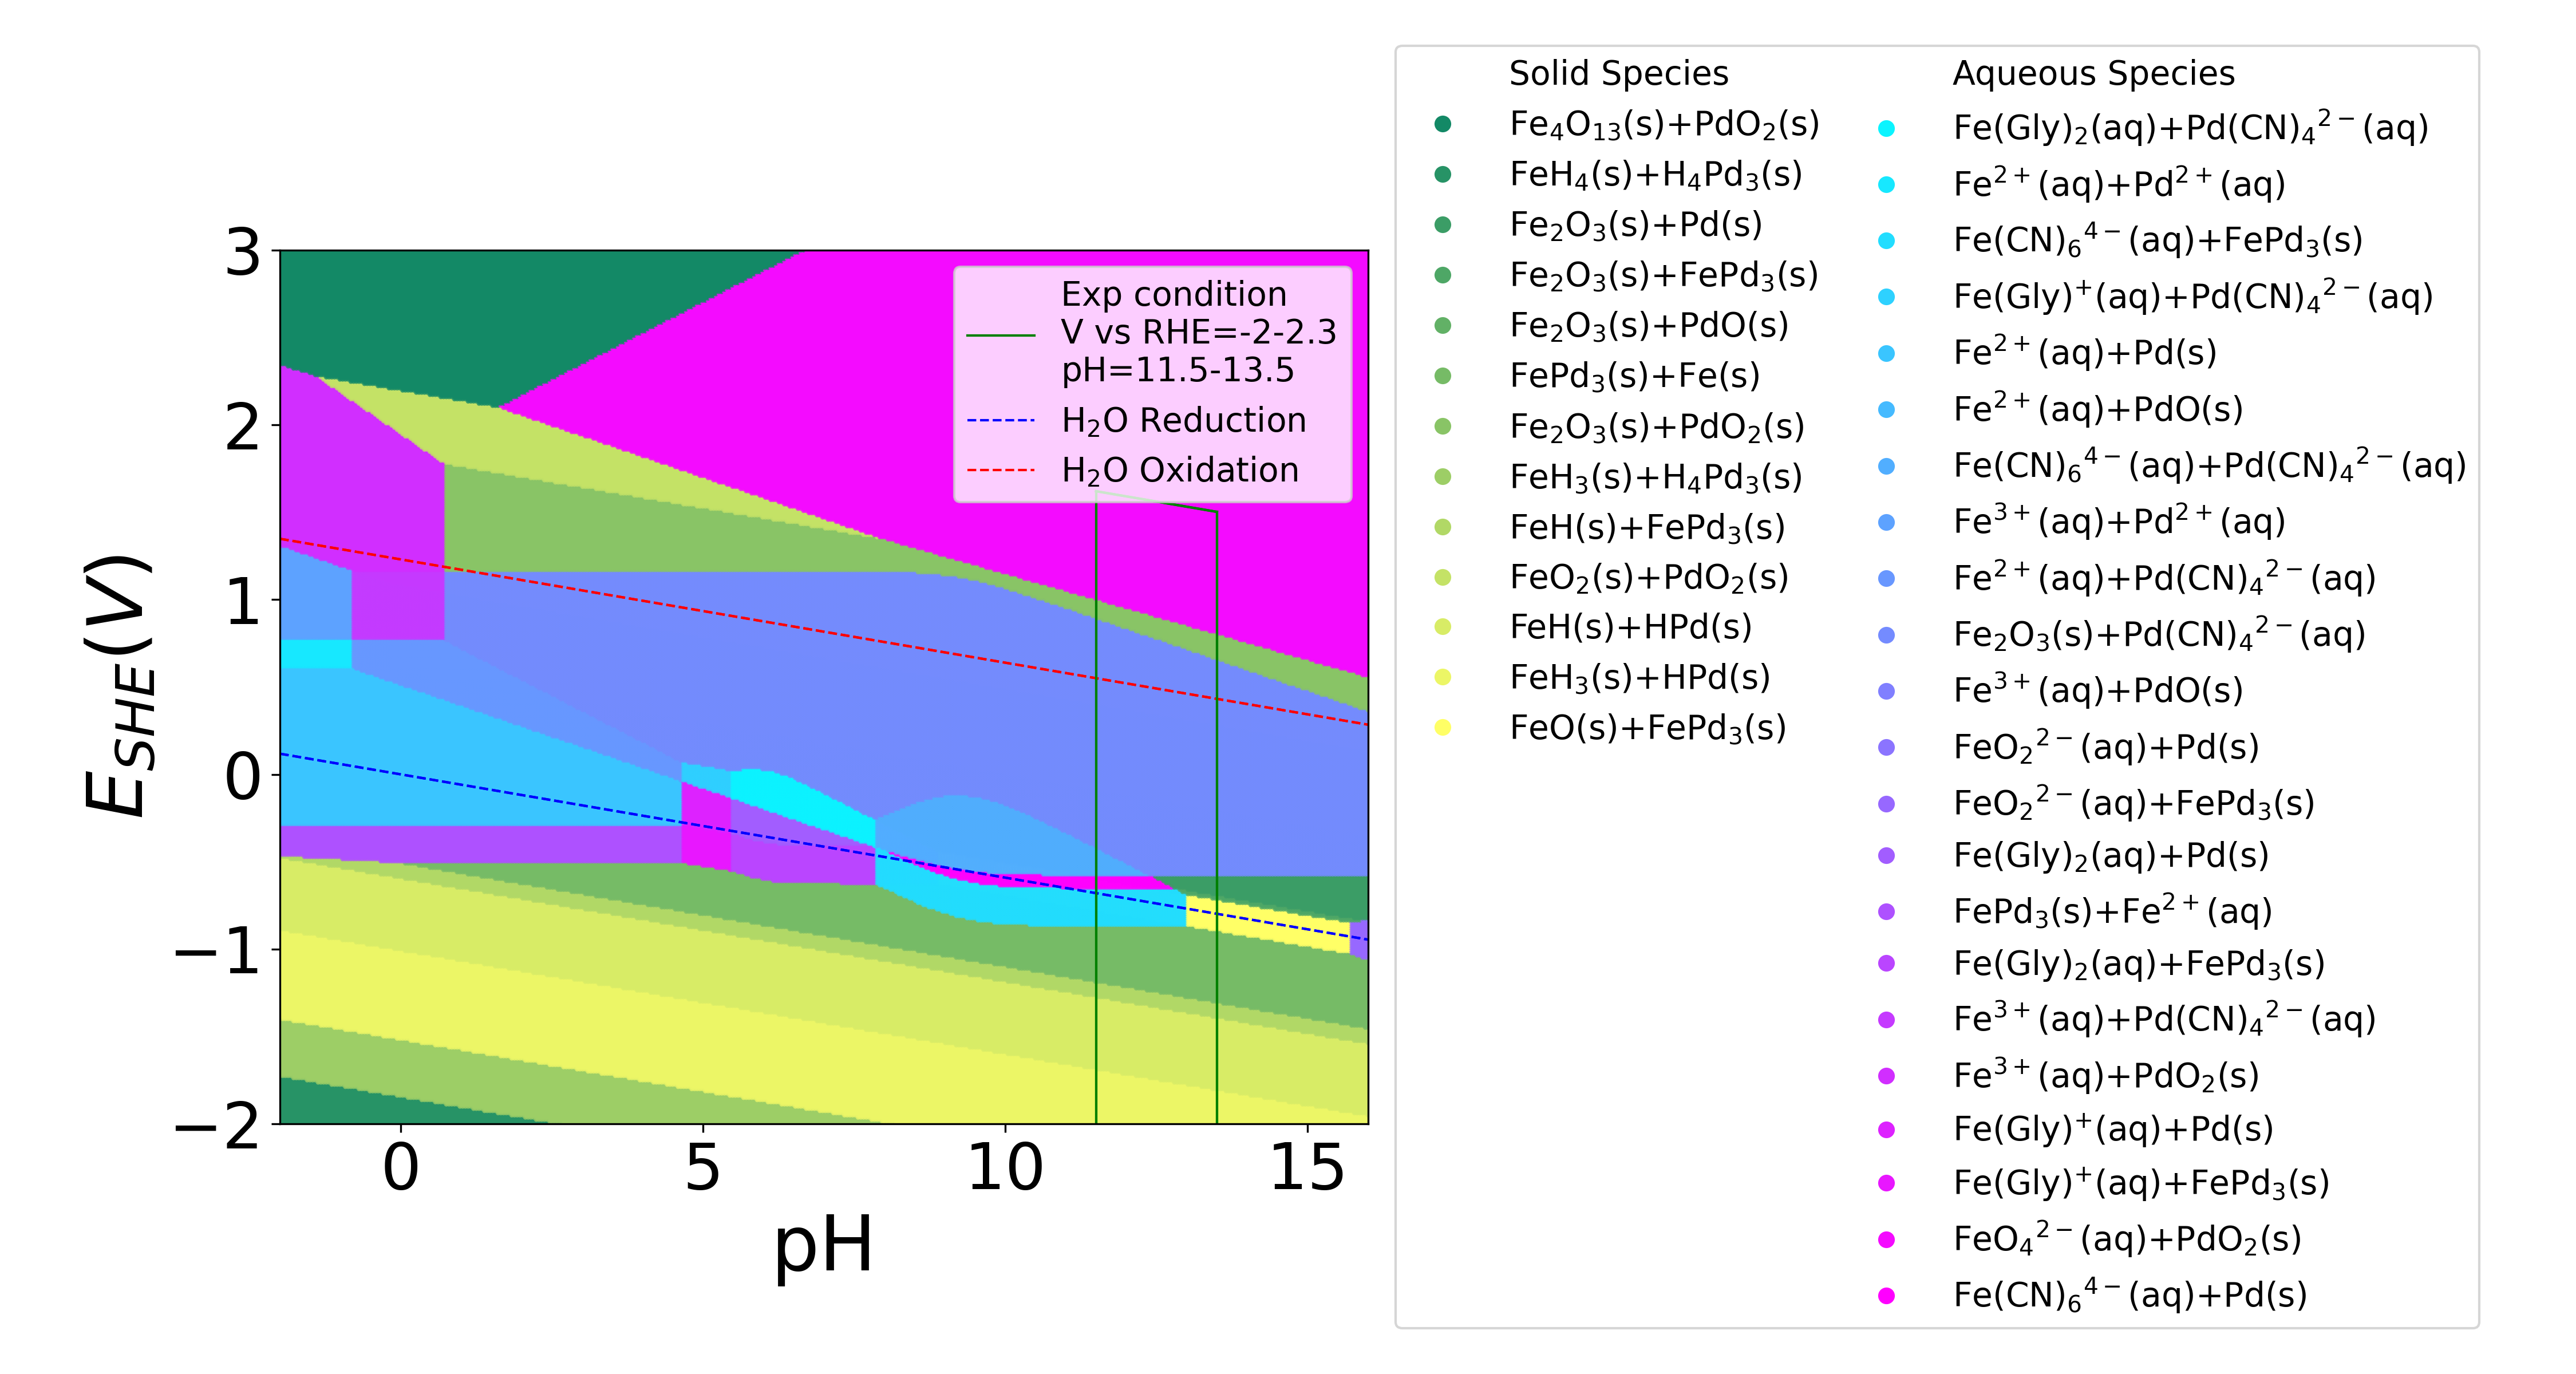 3
2
1
0
−1
−2
E_SHE(V)
0 5 10 15
pH
Exp condition
V vs RHE=-2-2.3
pH=11.5-13.5
H₂O Reduction
H₂O Oxidation
Solid Species
Fe₄O₁₃(s)+PdO₂(s)
FeH₄(s)+H₄Pd₃(s)
Fe₂O₃(s)+Pd(s)
Fe₂O₃(s)+FePd₃(s)
Fe₂O₃(s)+PdO(s)
FePd₃(s)+Fe(s)
Fe₂O₃(s)+PdO₂(s)
FeH₃(s)+H₄Pd₃(s)
FeH(s)+FePd₃(s)
FeO₂(s)+PdO₂(s)
FeH(s)+HPd(s)
FeH₃(s)+HPd(s)
FeO(s)+FePd₃(s)
Aqueous Species
Fe(Gly)₂(aq)+Pd(CN)₄²⁻(aq)
Fe²⁺(aq)+Pd²⁺(aq)
Fe(CN)₆⁴⁻(aq)+FePd₃(s)
Fe(Gly)⁺(aq)+Pd(CN)₄²⁻(aq)
Fe²⁺(aq)+Pd(s)
Fe²⁺(aq)+PdO(s)
Fe(CN)₆⁴⁻(aq)+Pd(CN)₄²⁻(aq)
Fe³⁺(aq)+Pd²⁺(aq)
Fe²⁺(aq)+Pd(CN)₄²⁻(aq)
Fe₂O₃(s)+Pd(CN)₄²⁻(aq)
Fe³⁺(aq)+PdO(s)
FeO₂²⁻(aq)+Pd(s)
FeO₂²⁻(aq)+FePd₃(s)
Fe(Gly)₂(aq)+Pd(s)
FePd₃(s)+Fe²⁺(aq)
Fe(Gly)₂(aq)+FePd₃(s)
Fe³⁺(aq)+Pd(CN)₄²⁻(aq)
Fe³⁺(aq)+PdO₂(s)
Fe(Gly)⁺(aq)+Pd(s)
Fe(Gly)⁺(aq)+FePd₃(s)
FeO₄²⁻(aq)+PdO₂(s)
Fe(CN)₆⁴⁻(aq)+Pd(s)